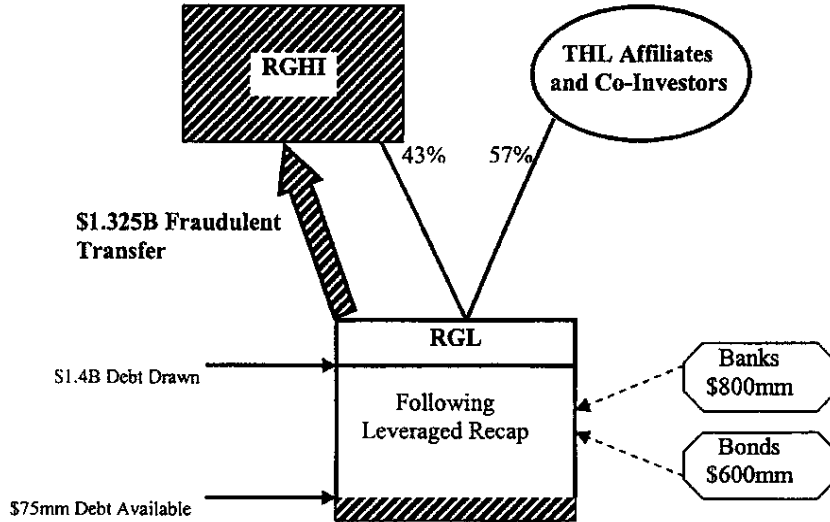 RGHI
THL Affiliates
and Co-Investors
43%
57%
$1.325B Fraudulent
Transfer
RGL
$1.4B Debt Drawn
Following
Leveraged Recap
Banks
$800mm
Bonds
$600mm
$75mm Debt Available